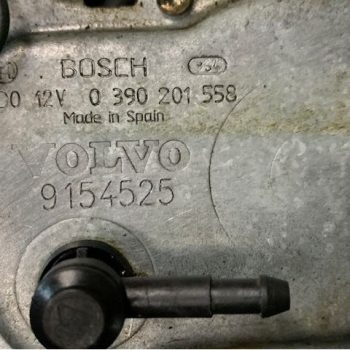 BOSCH
12V 0 390 201 558
Made in Spain
VOLVO
9154525